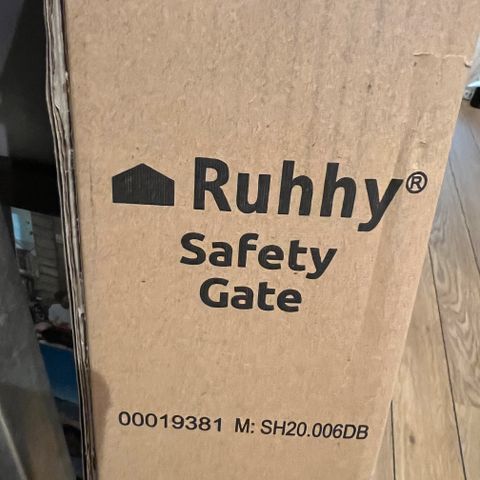 Ruhhy®
Safety
Gate
00019381 M: SH20.006DB